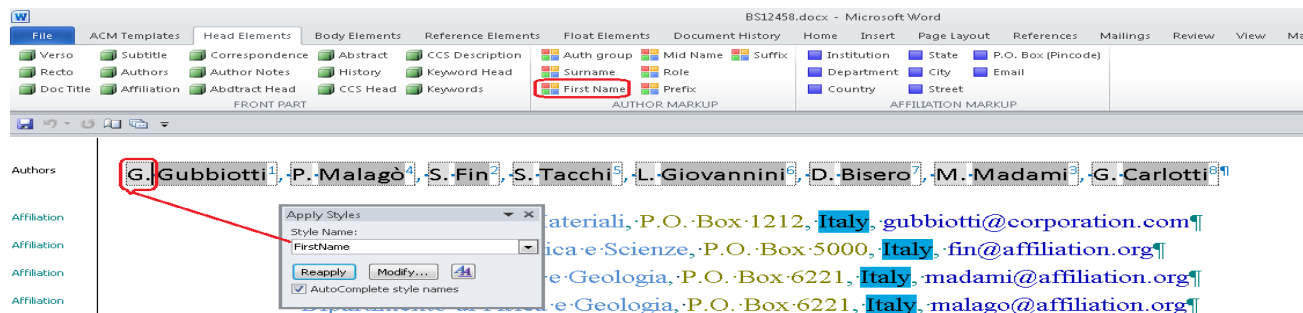 W
BS12458.docx - Microsoft Word
File ACM Templates Head Elements Body Elements Reference Elements Float Elements Document History Home Insert Page Layout References Mailings Review View Ma
Verso Subtitle Correspondence Abstract CCS Description Auth group Mid Name Suffix Institution State P.O. Box (Pincode)
Recto Authors Author Notes History Keyword Head Surname Role Department City Email
Doc Title Affiliation Abdtract Head CCS Head Keywords First Name Prefix Country Street
FRONT PART AUTHOR MARKUP AFFILIATION MARKUP
Authors G. Gubbiotti1, P. Malagò4, S. Fin2, S. Tacchi5, L. Giovannini6, D. Bisero7, M. Madami3, G. Carlotti8¶
Affiliation ateriali, P.O. Box 1212, Italy, gubbiotti@corporation.com¶
Affiliation ica e Scienze, P.O. Box 5000, Italy, fin@affiliation.org¶
Affiliation e Geologia, P.O. Box 6221, Italy, madami@affiliation.org¶
Affiliation e Geologia, P.O. Box 6221, Italy, malago@affiliation.org¶
Apply Styles
Style Name:
FirstName
Reapply Modify...
AutoComplete style names